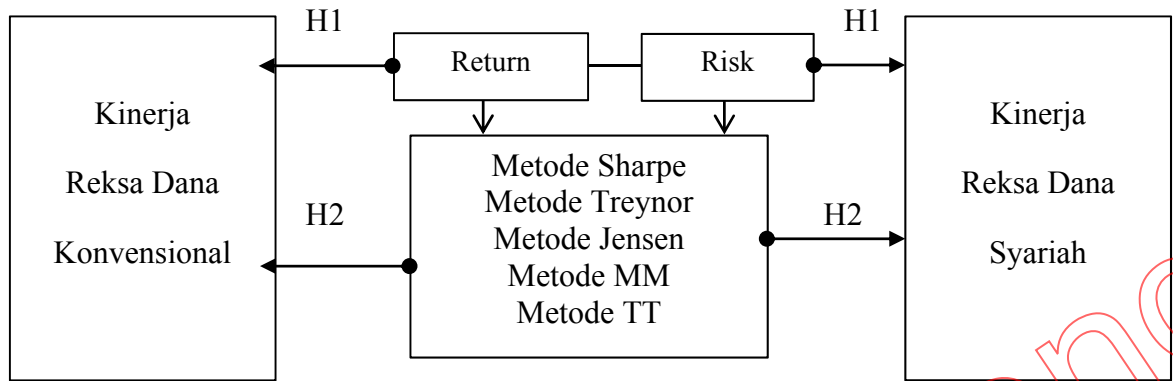 H1
H1
Return
Risk
Kinerja
Reksa Dana
Konvensional
Metode Sharpe
Metode Treynor
Metode Jensen
Metode MM
Metode TT
H2
H2
Kinerja
Reksa Dana
Syariah